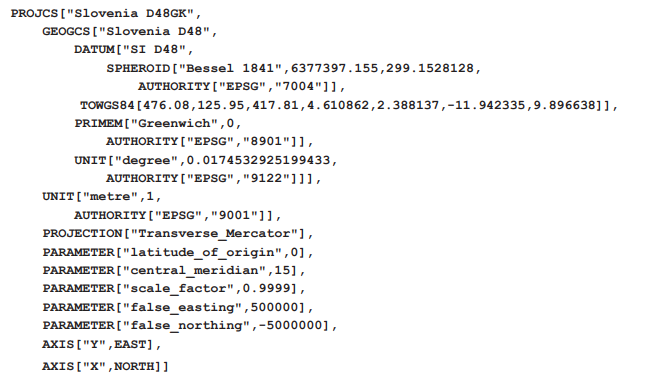 PROJCS["Slovenia D48GK",
GEOGCS["Slovenia D48",
DATUM["SI D48",
SPHEROID["Bessel 1841",6377397.155,299.1528128,
AUTHORITY["EPSG","7004"]],
TOWGS84[476.08,125.95,417.81,4.610862,2.388137,-11.942335,9.896638]],
PRIMEM["Greenwich",0,
AUTHORITY["EPSG","8901"]],
UNIT["degree",0.0174532925199433,
AUTHORITY["EPSG","9122"]]],
UNIT["metre",1,
AUTHORITY["EPSG","9001"]],
PROJECTION["Transverse_Mercator"],
PARAMETER["latitude_of_origin",0],
PARAMETER["central_meridian",15],
PARAMETER["scale_factor",0.9999],
PARAMETER["false_easting",500000],
PARAMETER["false_northing",-5000000],
AXIS["Y",EAST],
AXIS["X",NORTH]]